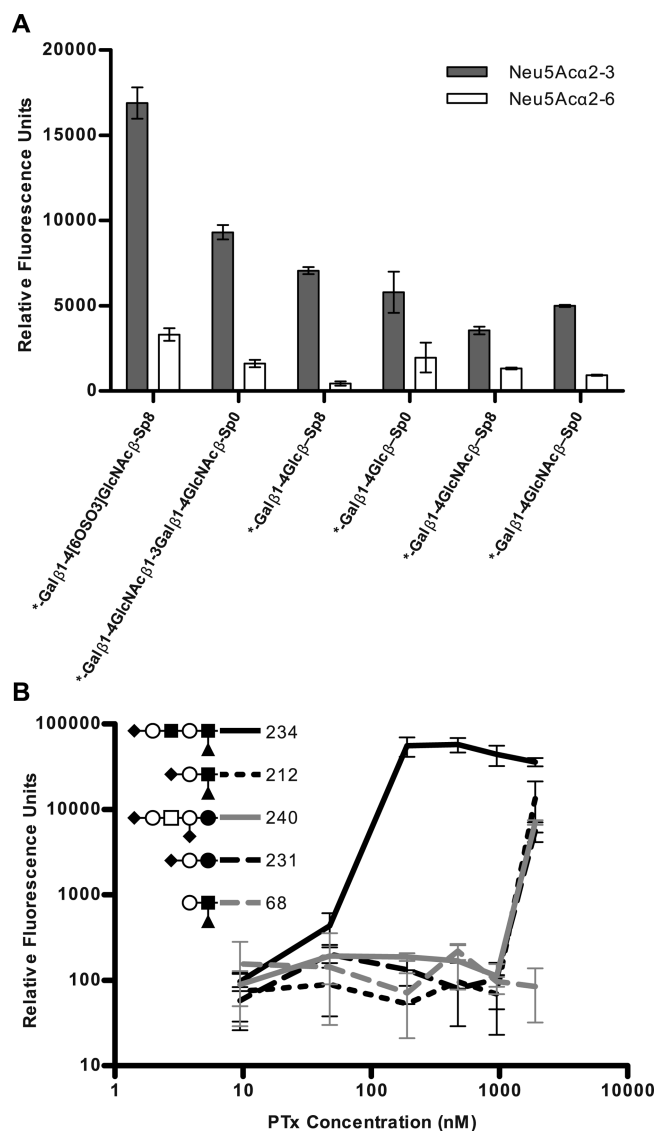 A
20000
15000
10000
5000
0
Relative Fluorescence Units
Neu5Acα2-3
Neu5Acα2-6
*-Galβ1-4[6OSO3]GlcNAcβ-Sp8
*-Galβ1-4GlcNAcβ1-3Galβ1-4GlcNAcβ-Sp0
*-Galβ1-4Glcβ–Sp8
*-Galβ1-4Glcβ–Sp0
*-Galβ1-4GlcNAcβ–Sp8
*-Galβ1-4GlcNAcβ–Sp0
B
100000
10000
1000
100
10
Relative Fluorescence Units
234
212
240
231
68
1
10
100
1000
10000
PTx Concentration (nM)